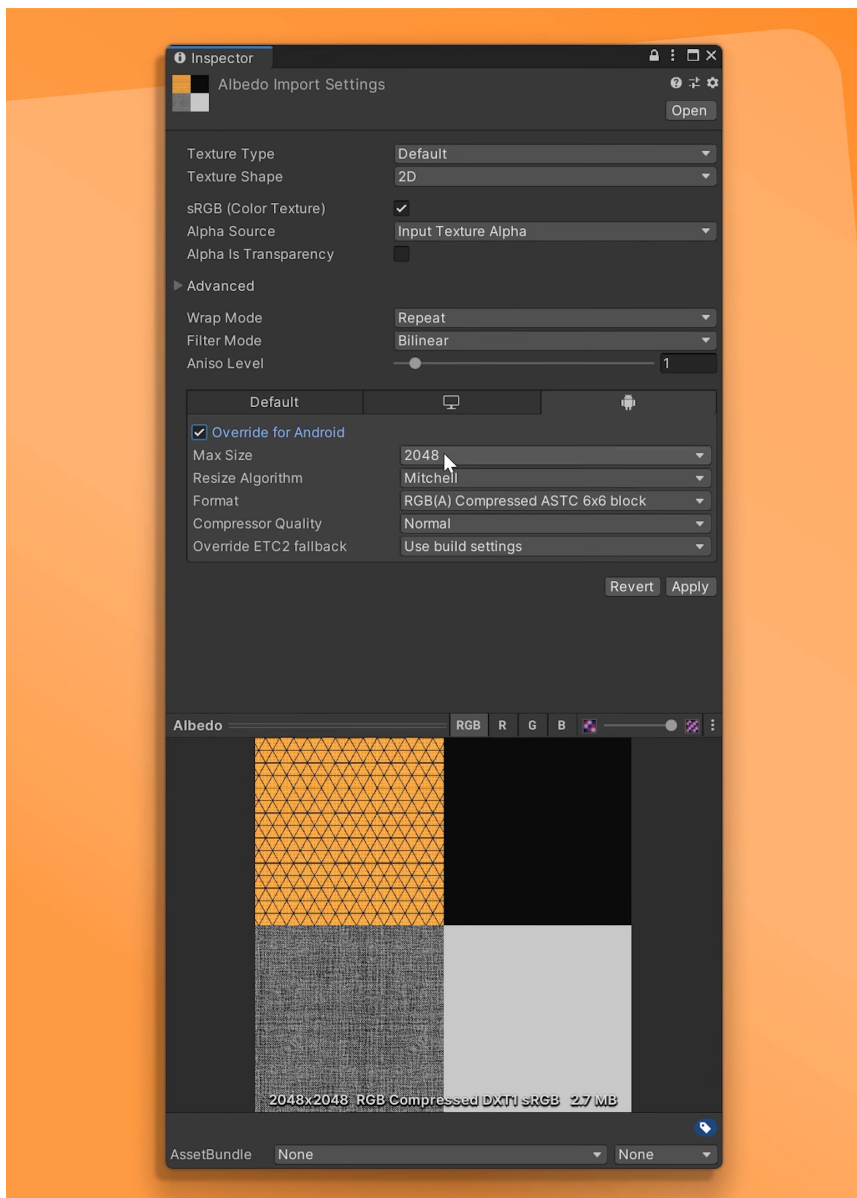 Inspector
Albedo Import Settings
Open
Texture Type Default
Texture Shape 2D
sRGB (Color Texture)
Alpha Source Input Texture Alpha
Alpha Is Transparency
Advanced
Wrap Mode Repeat
Filter Mode Bilinear
Aniso Level 1
Default
Override for Android
Max Size 2048
Resize Algorithm Mitchell
Format RGB(A) Compressed ASTC 6x6 block
Compressor Quality Normal
Override ETC2 fallback Use build settings
Revert Apply
Albedo RGB R G B
2048x2048 RGB Compressed DXT1 sRGB 2.7 MB
AssetBundle None None